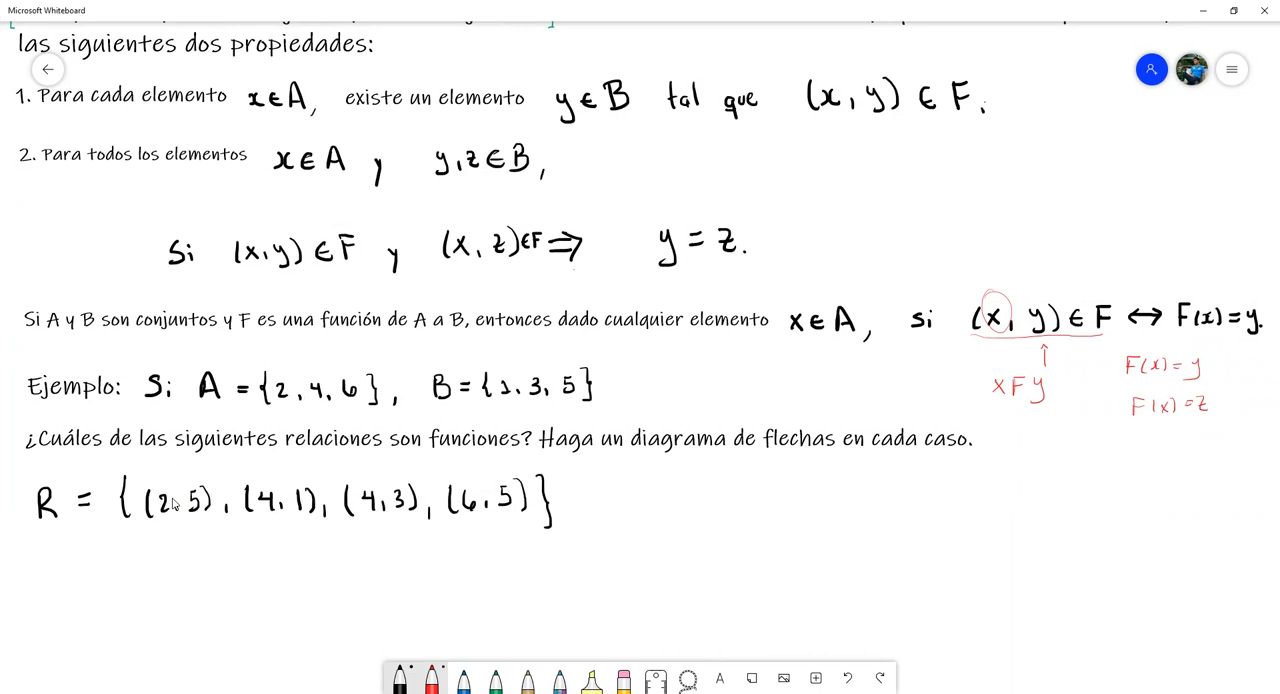 Microsoft Whiteboard
las siguientes dos propiedades:
1. Para cada elemento x ∈ A, existe un elemento y ∈ B tal que (x, y) ∈ F.
2. Para todos los elementos x ∈ A y y, z ∈ B,
Si (x, y) ∈ F y (x, z) ∈ F ⟹ y = z.
Si A y B son conjuntos y F es una función de A a B, entonces dado cualquier elemento x ∈ A, si (x, y) ∈ F ↔ F(x) = y.
F(x) = y
x F y
F(x) = z
Ejemplo: Si A = {2, 4, 6}, B = {1, 3, 5}
¿Cuáles de las siguientes relaciones son funciones? Haga un diagrama de flechas en cada caso.
R = {(2, 5), (4, 1), (4, 3), (6, 5)}
A